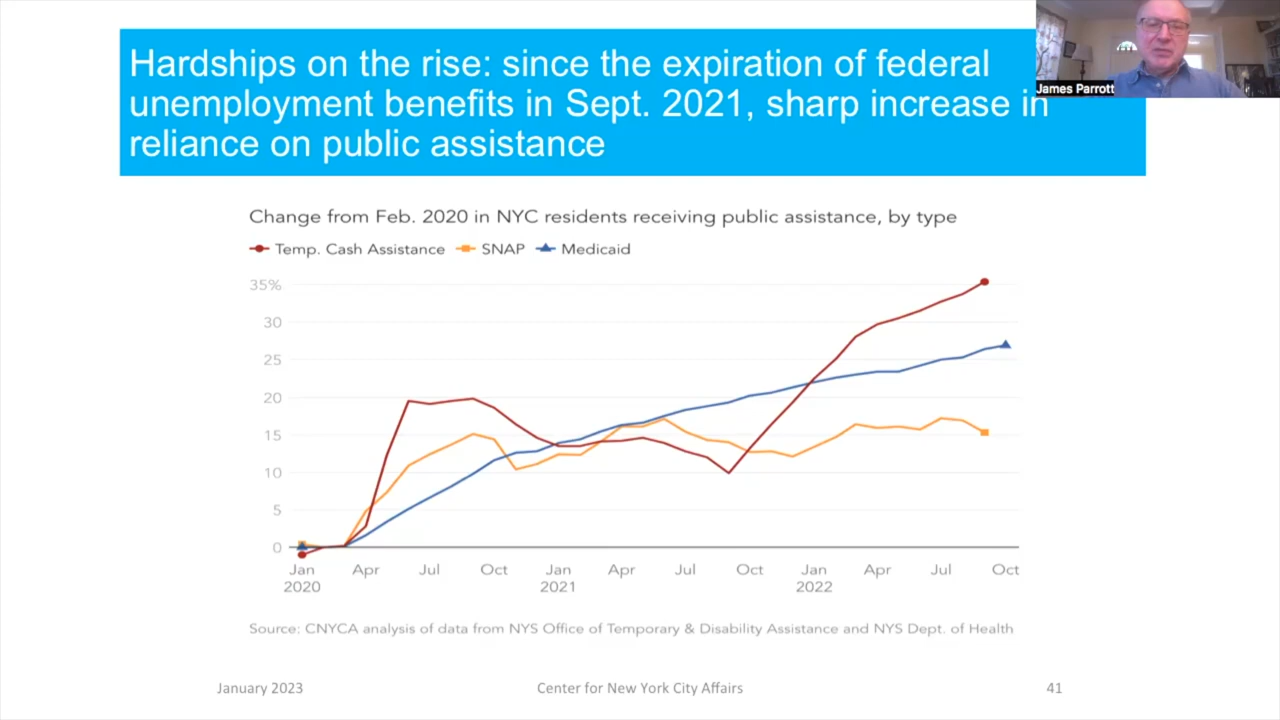 Hardships on the rise: since the expiration of federal
unemployment benefits in Sept. 2021, sharp increase in
reliance on public assistance
James Parrott
Change from Feb. 2020 in NYC residents receiving public assistance, by type
Temp. Cash Assistance SNAP Medicaid
35%
30
25
20
15
10
5
0
Jan Apr Jul Oct Jan Apr Jul Oct Jan Apr Jul Oct
2020 2021 2022
Source: CNYCA analysis of data from NYS Office of Temporary & Disability Assistance and NYS Dept. of Health
January 2023 Center for New York City Affairs 41